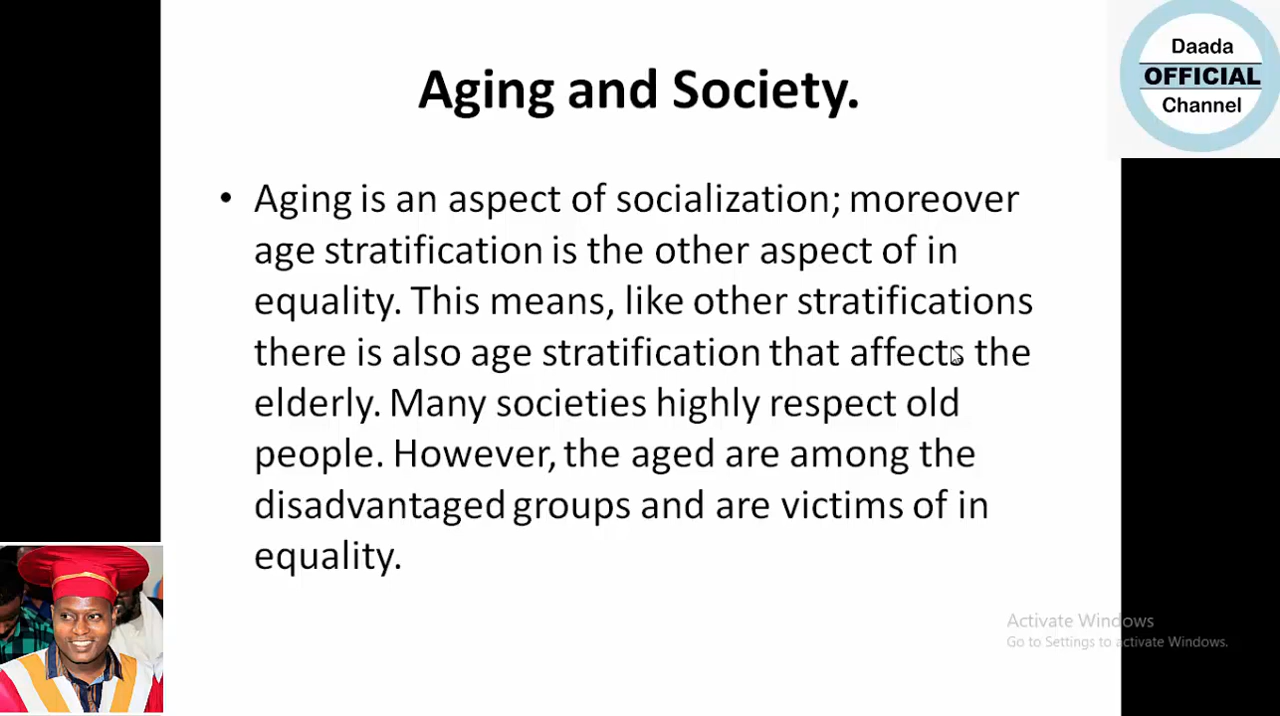 Daada
OFFICIAL
Channel
Aging and Society.
• Aging is an aspect of socialization; moreover
age stratification is the other aspect of in
equality. This means, like other stratifications
there is also age stratification that affects the
elderly. Many societies highly respect old
people. However, the aged are among the
disadvantaged groups and are victims of in
equality.
Activate Windows
Go to Settings to activate Windows.